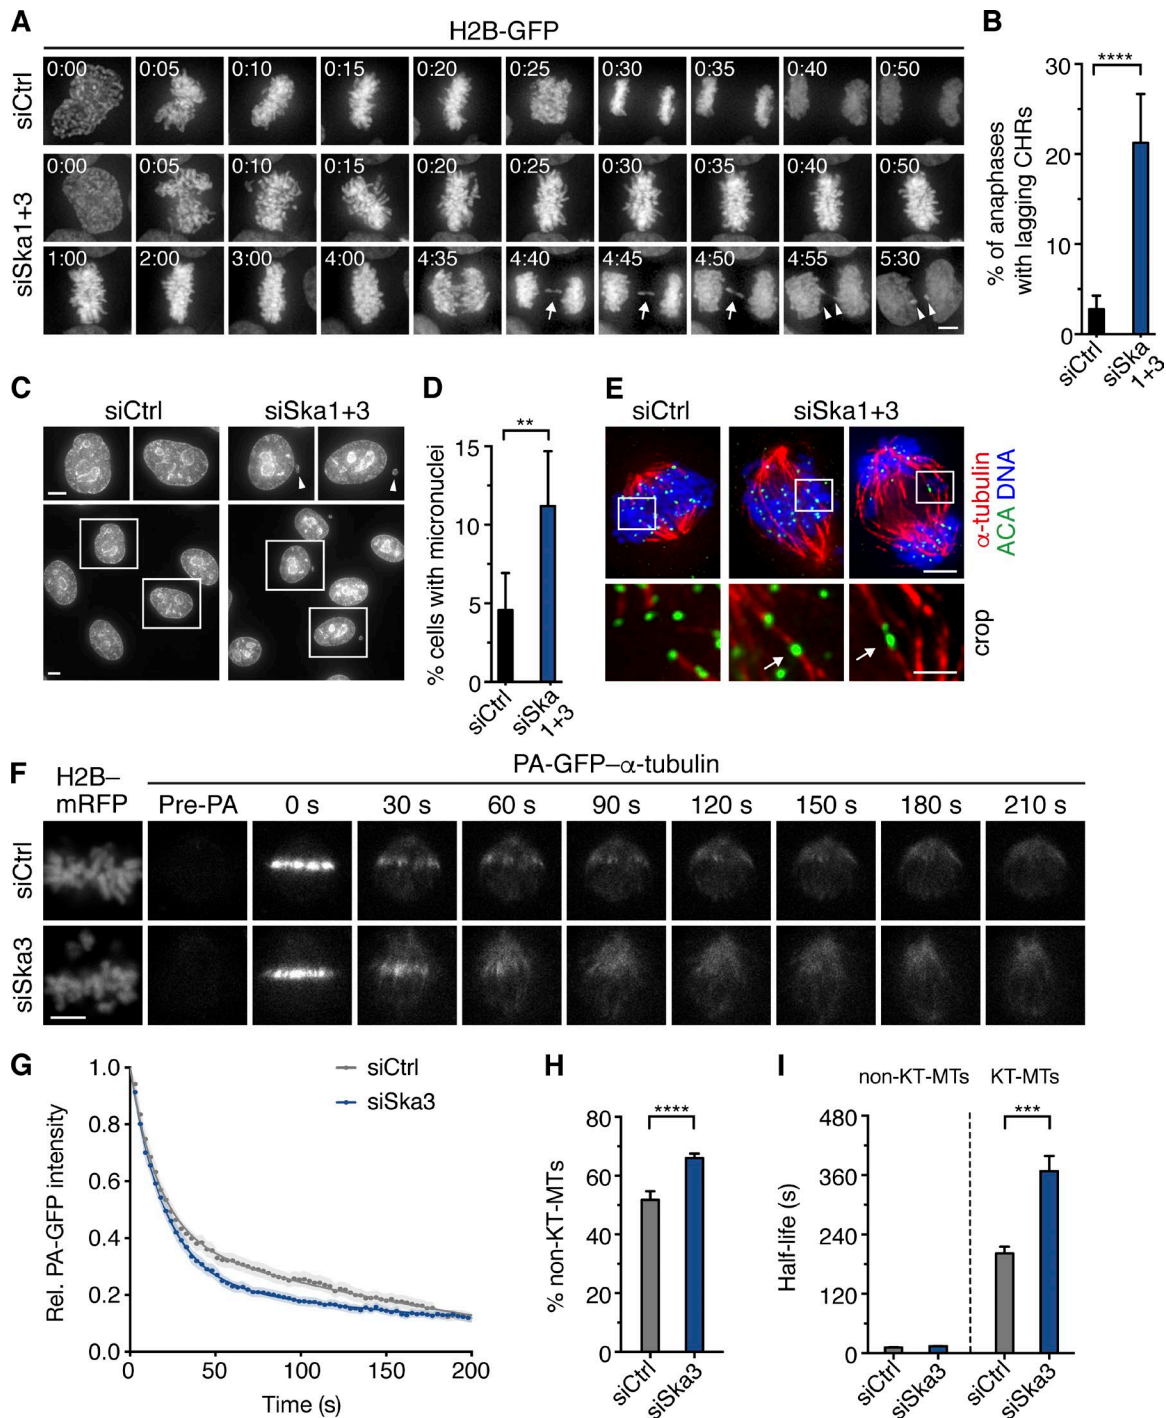 A
H2B-GFP
siCtrl
0:00 0:05 0:10 0:15 0:20 0:25 0:30 0:35 0:40 0:50
siSka1+3
0:00 0:05 0:10 0:15 0:20 0:25 0:30 0:35 0:40 0:50
1:00 2:00 3:00 4:00 4:35 4:40 4:45 4:50 4:55 5:30
B
****
% of anaphases
with lagging CHRs
30
20
10
0
siCtrl
siSka
1+3
C
siCtrl siSka1+3
D
**
% cells with micronuclei
15
10
5
0
siCtrl
siSka
1+3
E
siCtrl siSka1+3
α-tubulin
ACA DNA
crop
F
H2B–
mRFP
PA-GFP–α-tubulin
Pre-PA 0 s 30 s 60 s 90 s 120 s 150 s 180 s 210 s
siCtrl
siSka3
G
Rel. PA-GFP intensity
1.0
0.8
0.6
0.4
0.2
0.0
0 50 100 150 200
Time (s)
siCtrl
siSka3
H
****
% non-KT-MTs
80
60
40
20
0
siCtrl
siSka3
I
non-KT-MTs KT-MTs
***
Half-life (s)
480
360
240
120
0
siCtrl
siSka3
siCtrl
siSka3